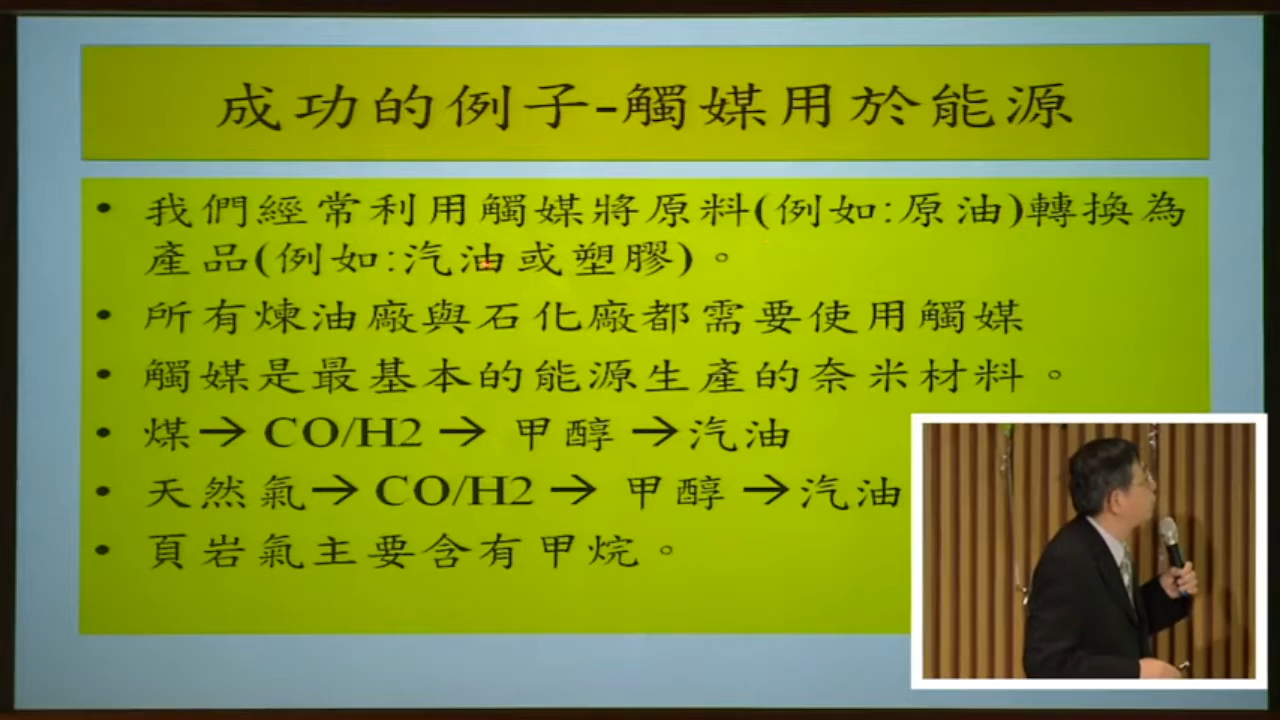 成功的例子-觸媒用於能源
• 我們經常利用觸媒將原料(例如:原油)轉換為
產品(例如:汽油或塑膠)。
• 所有煉油廠與石化廠都需要使用觸媒
• 觸媒是最基本的能源生產的奈米材料。
• 煤→ CO/H2 → 甲醇 →汽油
• 天然氣→ CO/H2 → 甲醇 →汽油
• 頁岩氣主要含有甲烷。